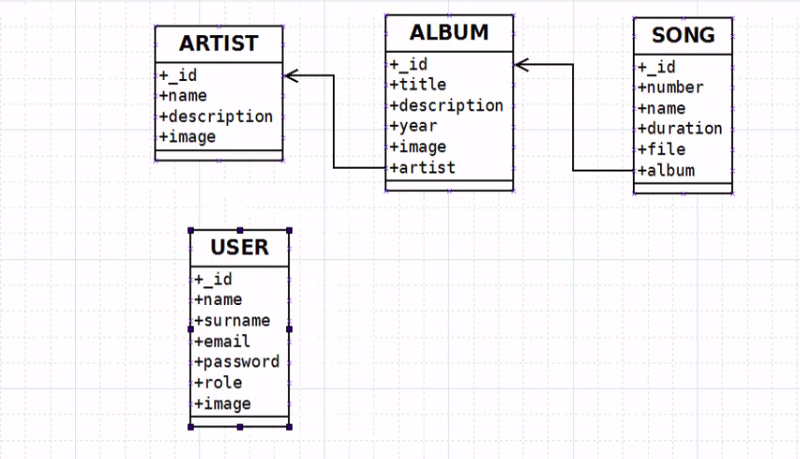 ARTIST
+_id
+name
+description
+image
ALBUM
+_id
+title
+description
+year
+image
+artist
SONG
+_id
+number
+name
+duration
+file
+album
USER
+_id
+name
+surname
+email
+password
+role
+image